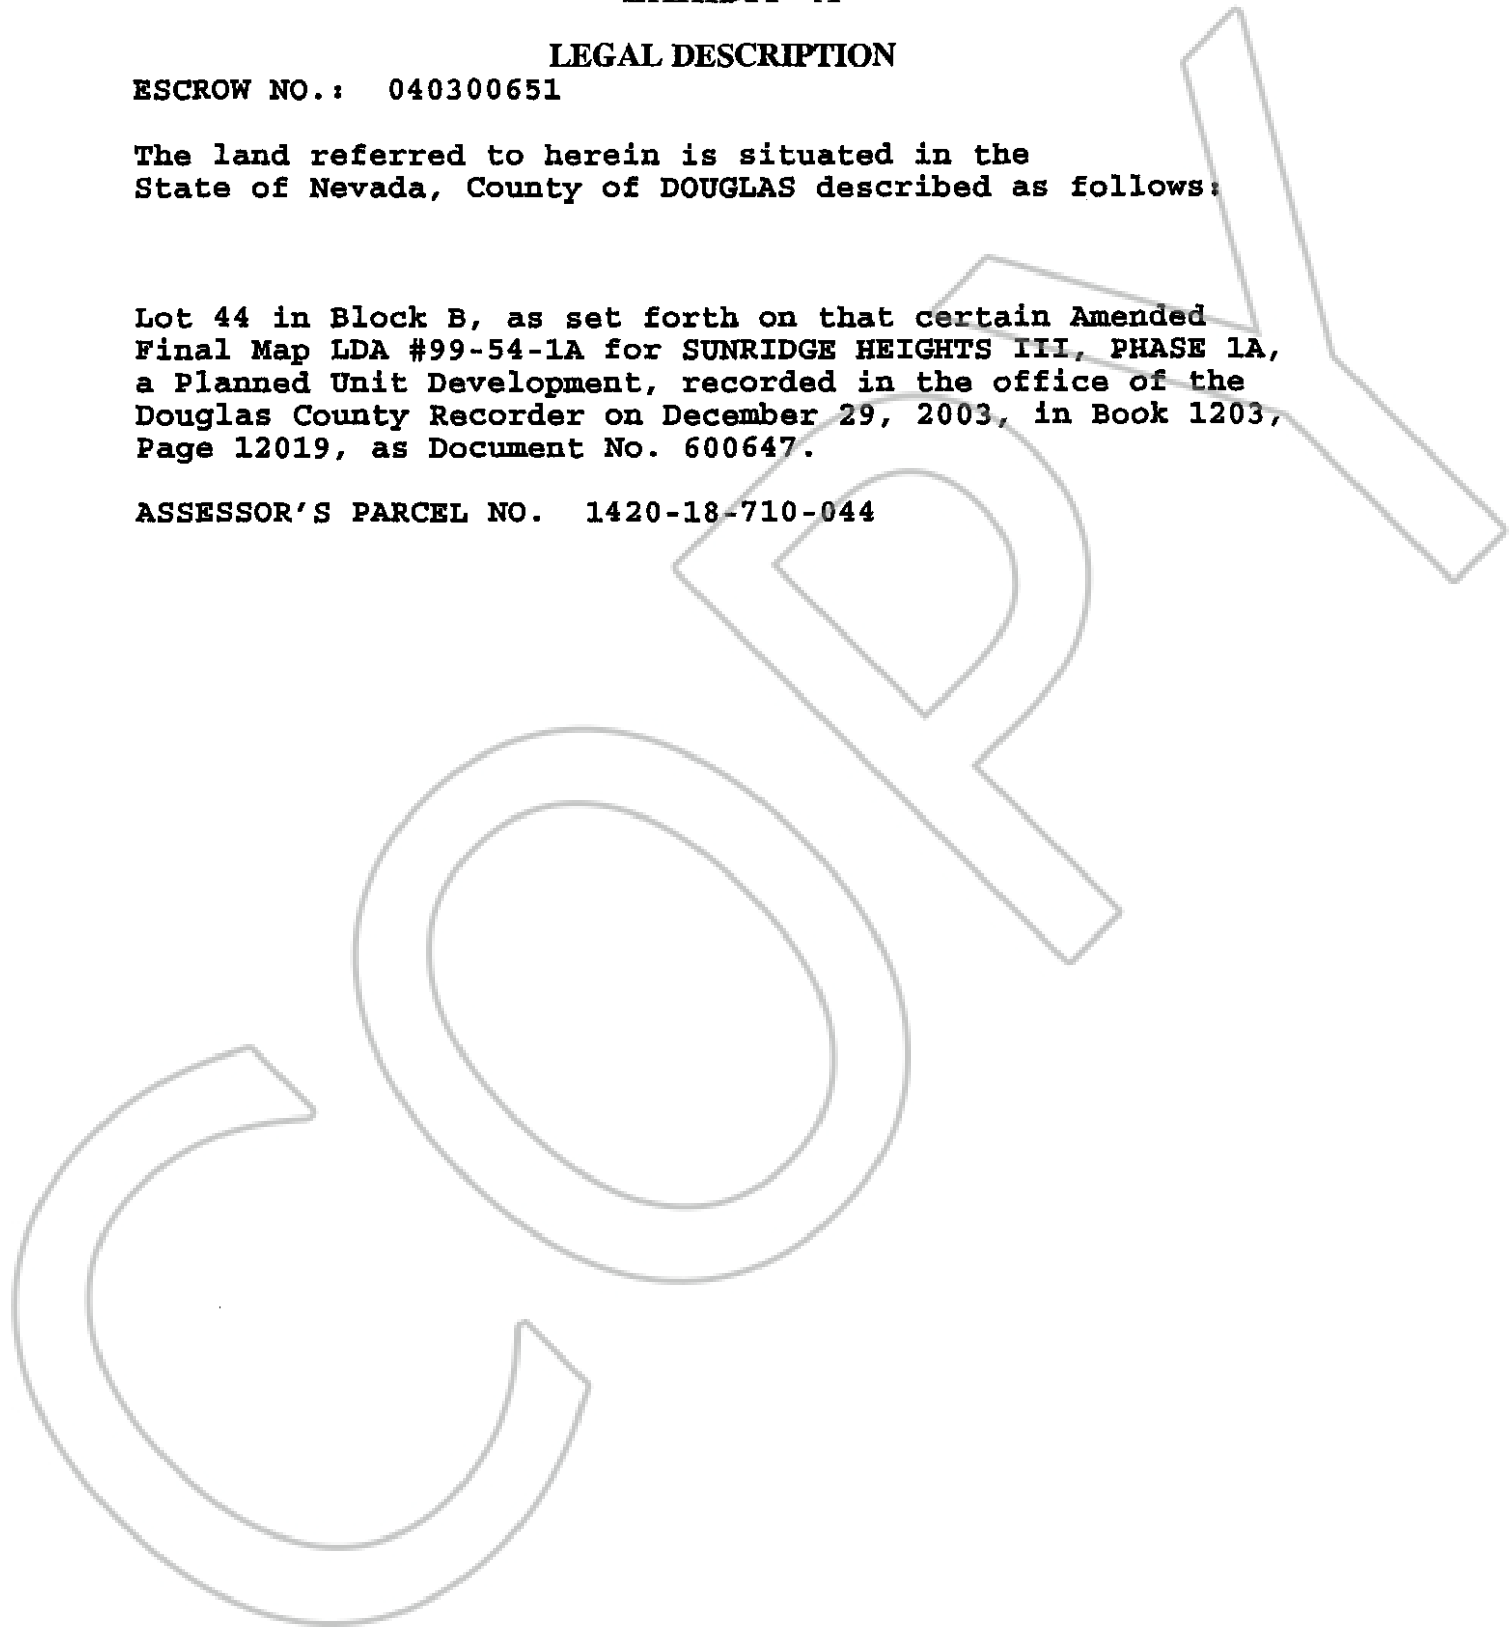 LEGAL DESCRIPTION
ESCROW NO.: 040300651
The land referred to herein is situated in the
State of Nevada, County of DOUGLAS described as follows:
Lot 44 in Block B, as set forth on that certain Amended
Final Map LDA #99-54-1A for SUNRIDGE HEIGHTS III, PHASE 1A,
a Planned Unit Development, recorded in the office of the
Douglas County Recorder on December 29, 2003, in Book 1203,
Page 12019, as Document No. 600647.
ASSESSOR'S PARCEL NO. 1420-18-710-044
COPY